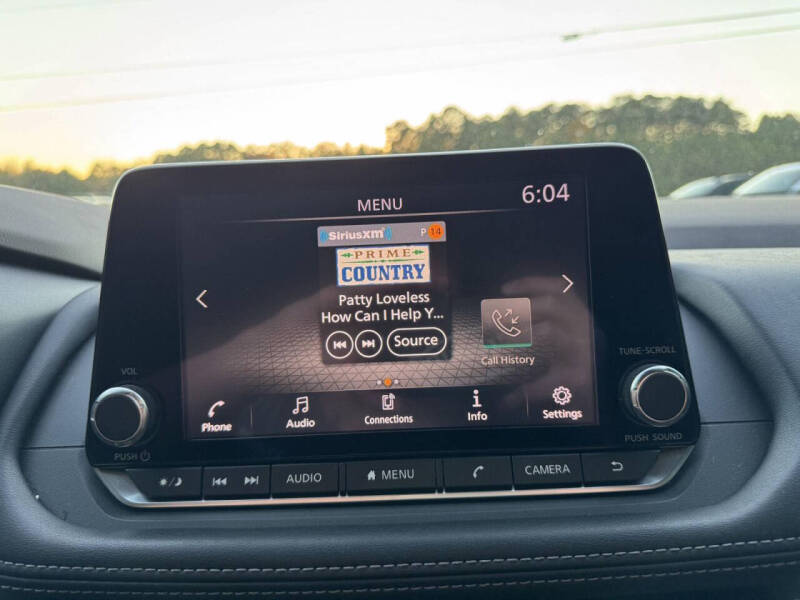 MENU
6:04
SiriusXM
P 14
PRIME
COUNTRY
Patty Loveless
How Can I Help Y...
Source
Call History
Phone
Audio
Connections
Info
Settings
VOL
PUSH
TUNE·SCROLL
PUSH SOUND
AUDIO
MENU
CAMERA